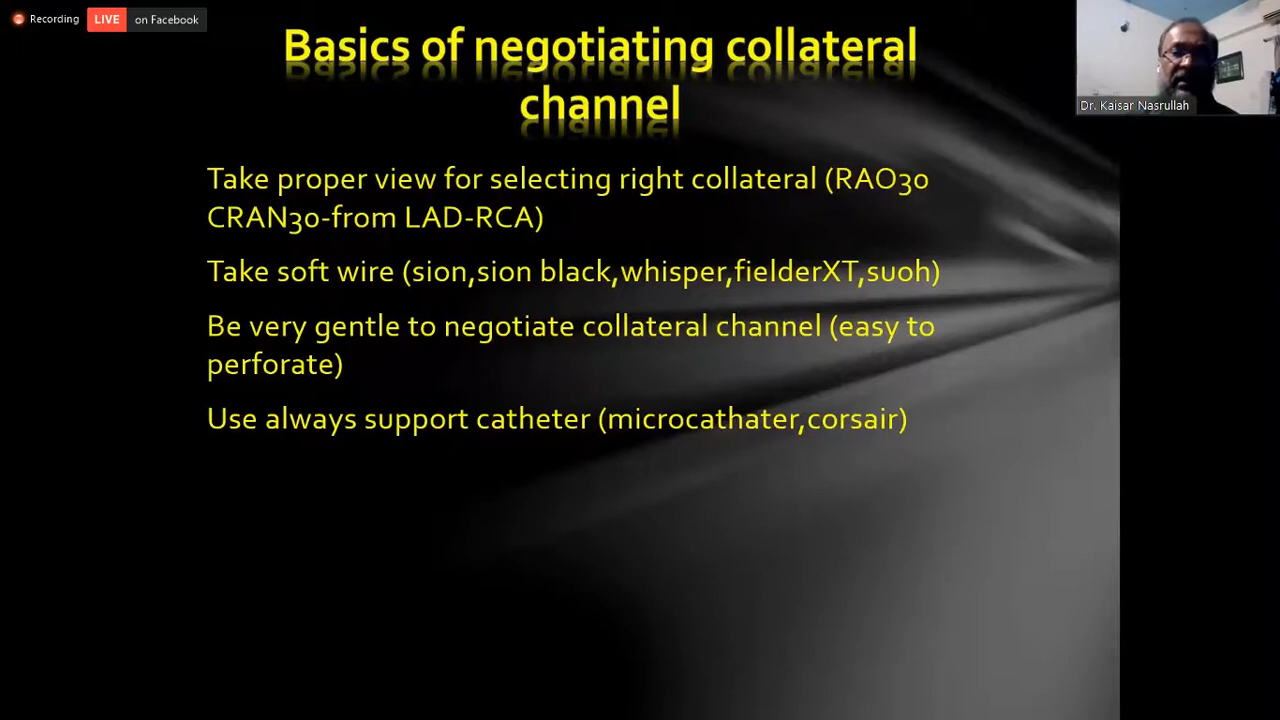 Recording LIVE on Facebook
Basics of negotiating collateral
channel
Dr. Kaisar Nasrullah
Take proper view for selecting right collateral (RAO30
CRAN30-from LAD-RCA)
Take soft wire (sion,sion black,whisper,fielderXT,suoh)
Be very gentle to negotiate collateral channel (easy to
perforate)
Use always support catheter (microcathater,corsair)